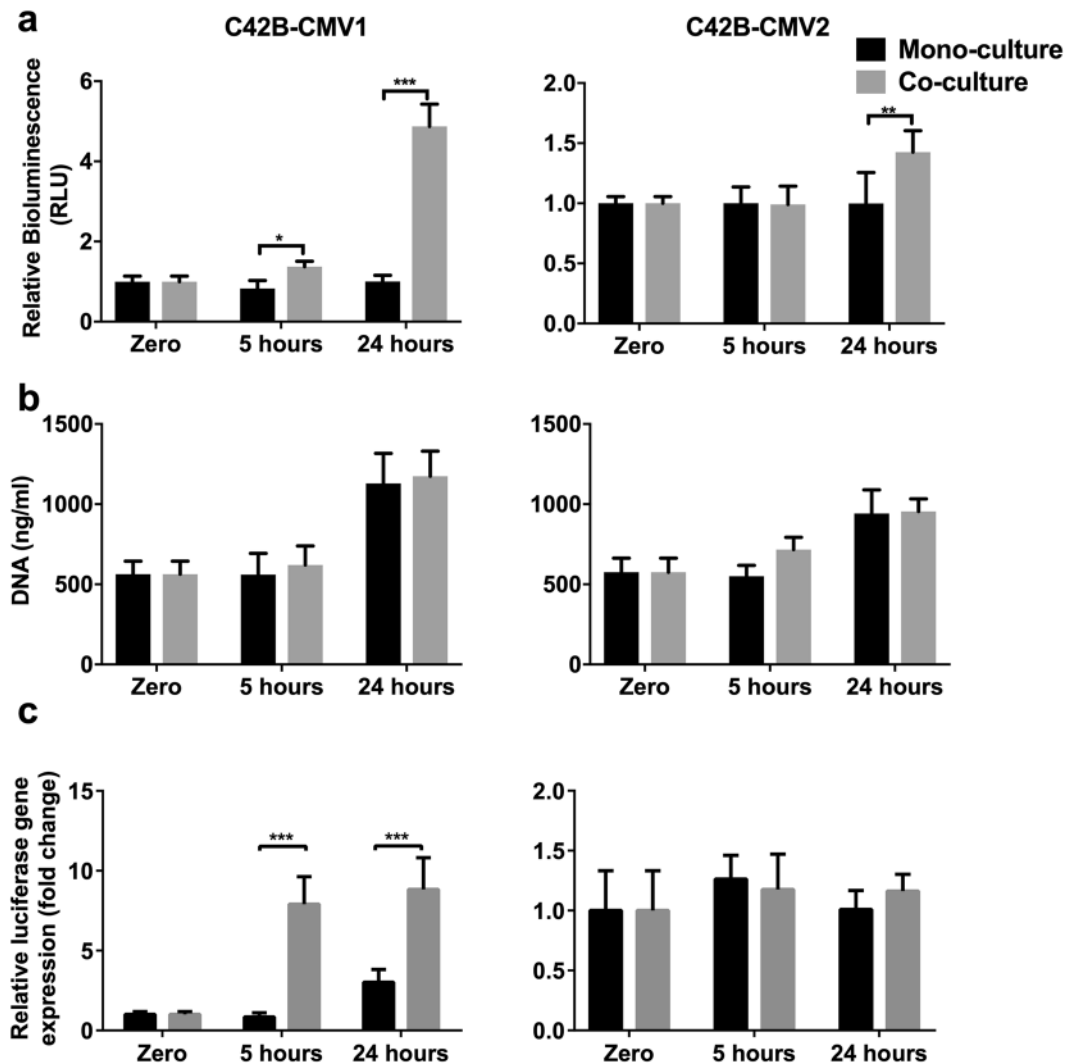 a
C42B-CMV1
C42B-CMV2
Mono-culture
Co-culture
Relative Bioluminescence
(RLU)
6
4
2
0
***
*
Zero 5 hours 24 hours
2.0
1.5
1.0
0.5
0.0
**
Zero 5 hours 24 hours
b
DNA (ng/ml)
1500
1000
500
0
Zero 5 hours 24 hours
1500
1000
500
0
Zero 5 hours 24 hours
c
Relative luciferase gene
expression (fold change)
15
10
5
0
*** ***
Zero 5 hours 24 hours
2.0
1.5
1.0
0.5
0.0
Zero 5 hours 24 hours